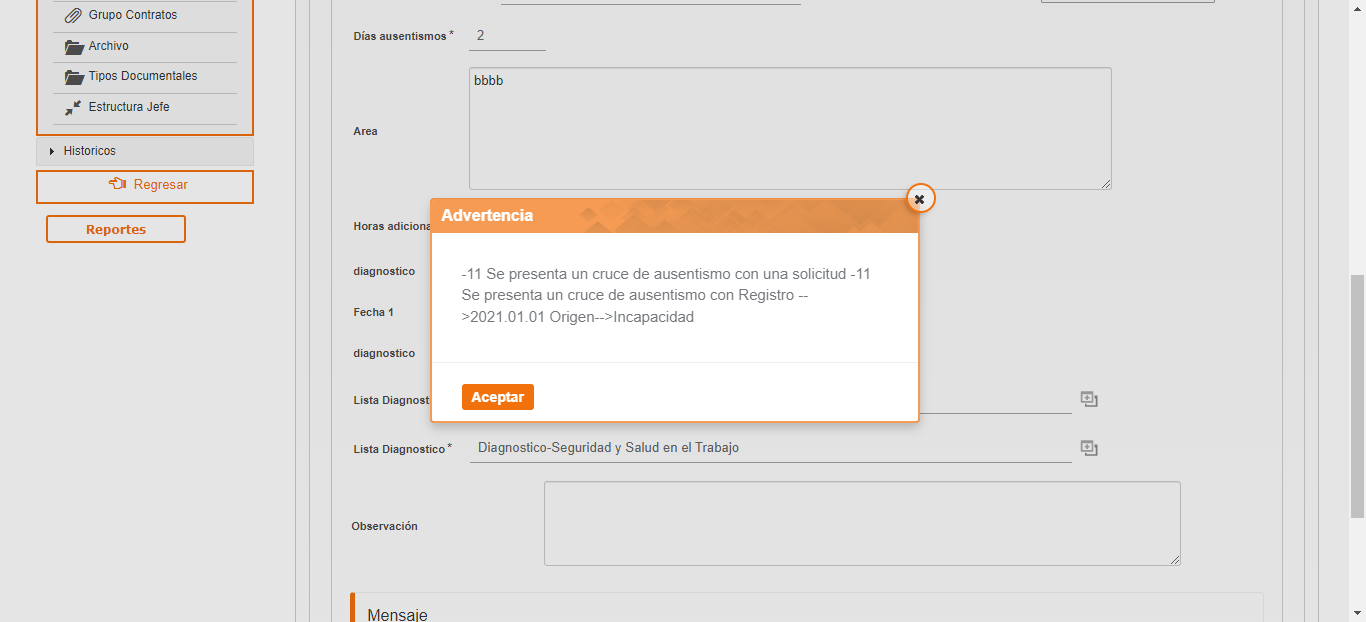 Grupo Contratos
Archivo
Tipos Documentales
Estructura Jefe
Historicos
Regresar
Reportes
Días ausentismos *
2
Area
bbbb
Horas adiciona
diagnostico
Fecha 1
diagnostico
Lista Diagnost
Lista Diagnostico *
Diagnostico-Seguridad y Salud en el Trabajo
Observación
Mensaje
Advertencia
-11 Se presenta un cruce de ausentismo con una solicitud -11
Se presenta un cruce de ausentismo con Registro --
>2021.01.01 Origen-->Incapacidad
Aceptar